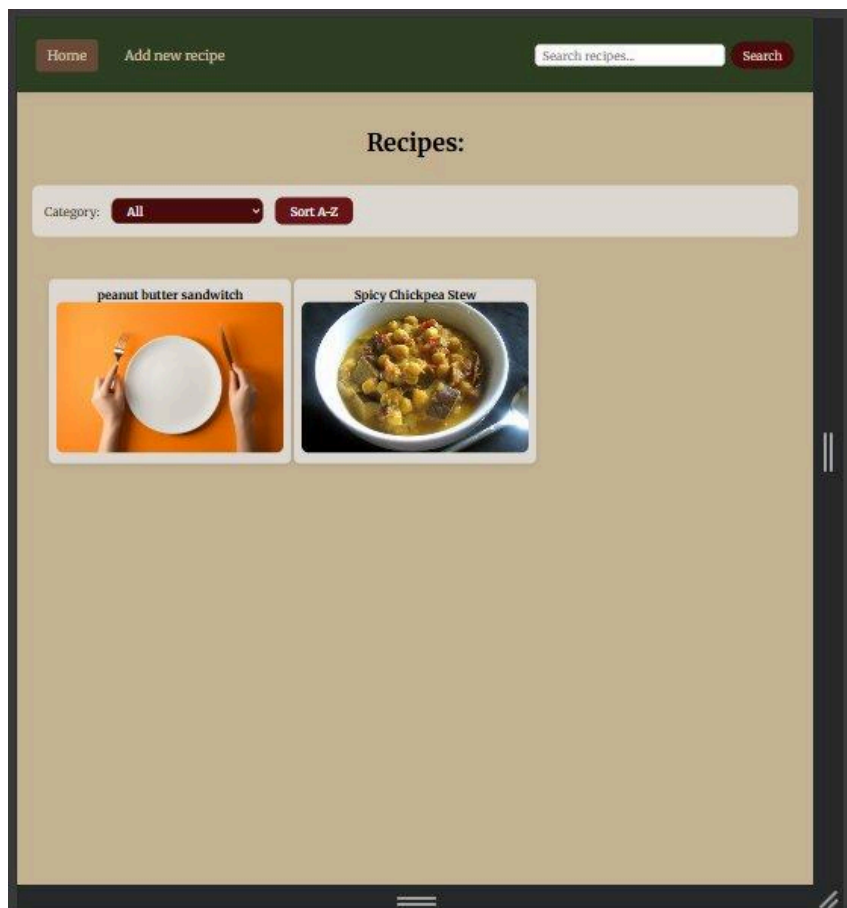 Home
Add new recipe
Search recipes...
Search
Recipes:
Category:
All
Sort A-Z
peanut butter sandwitch
Spicy Chickpea Stew